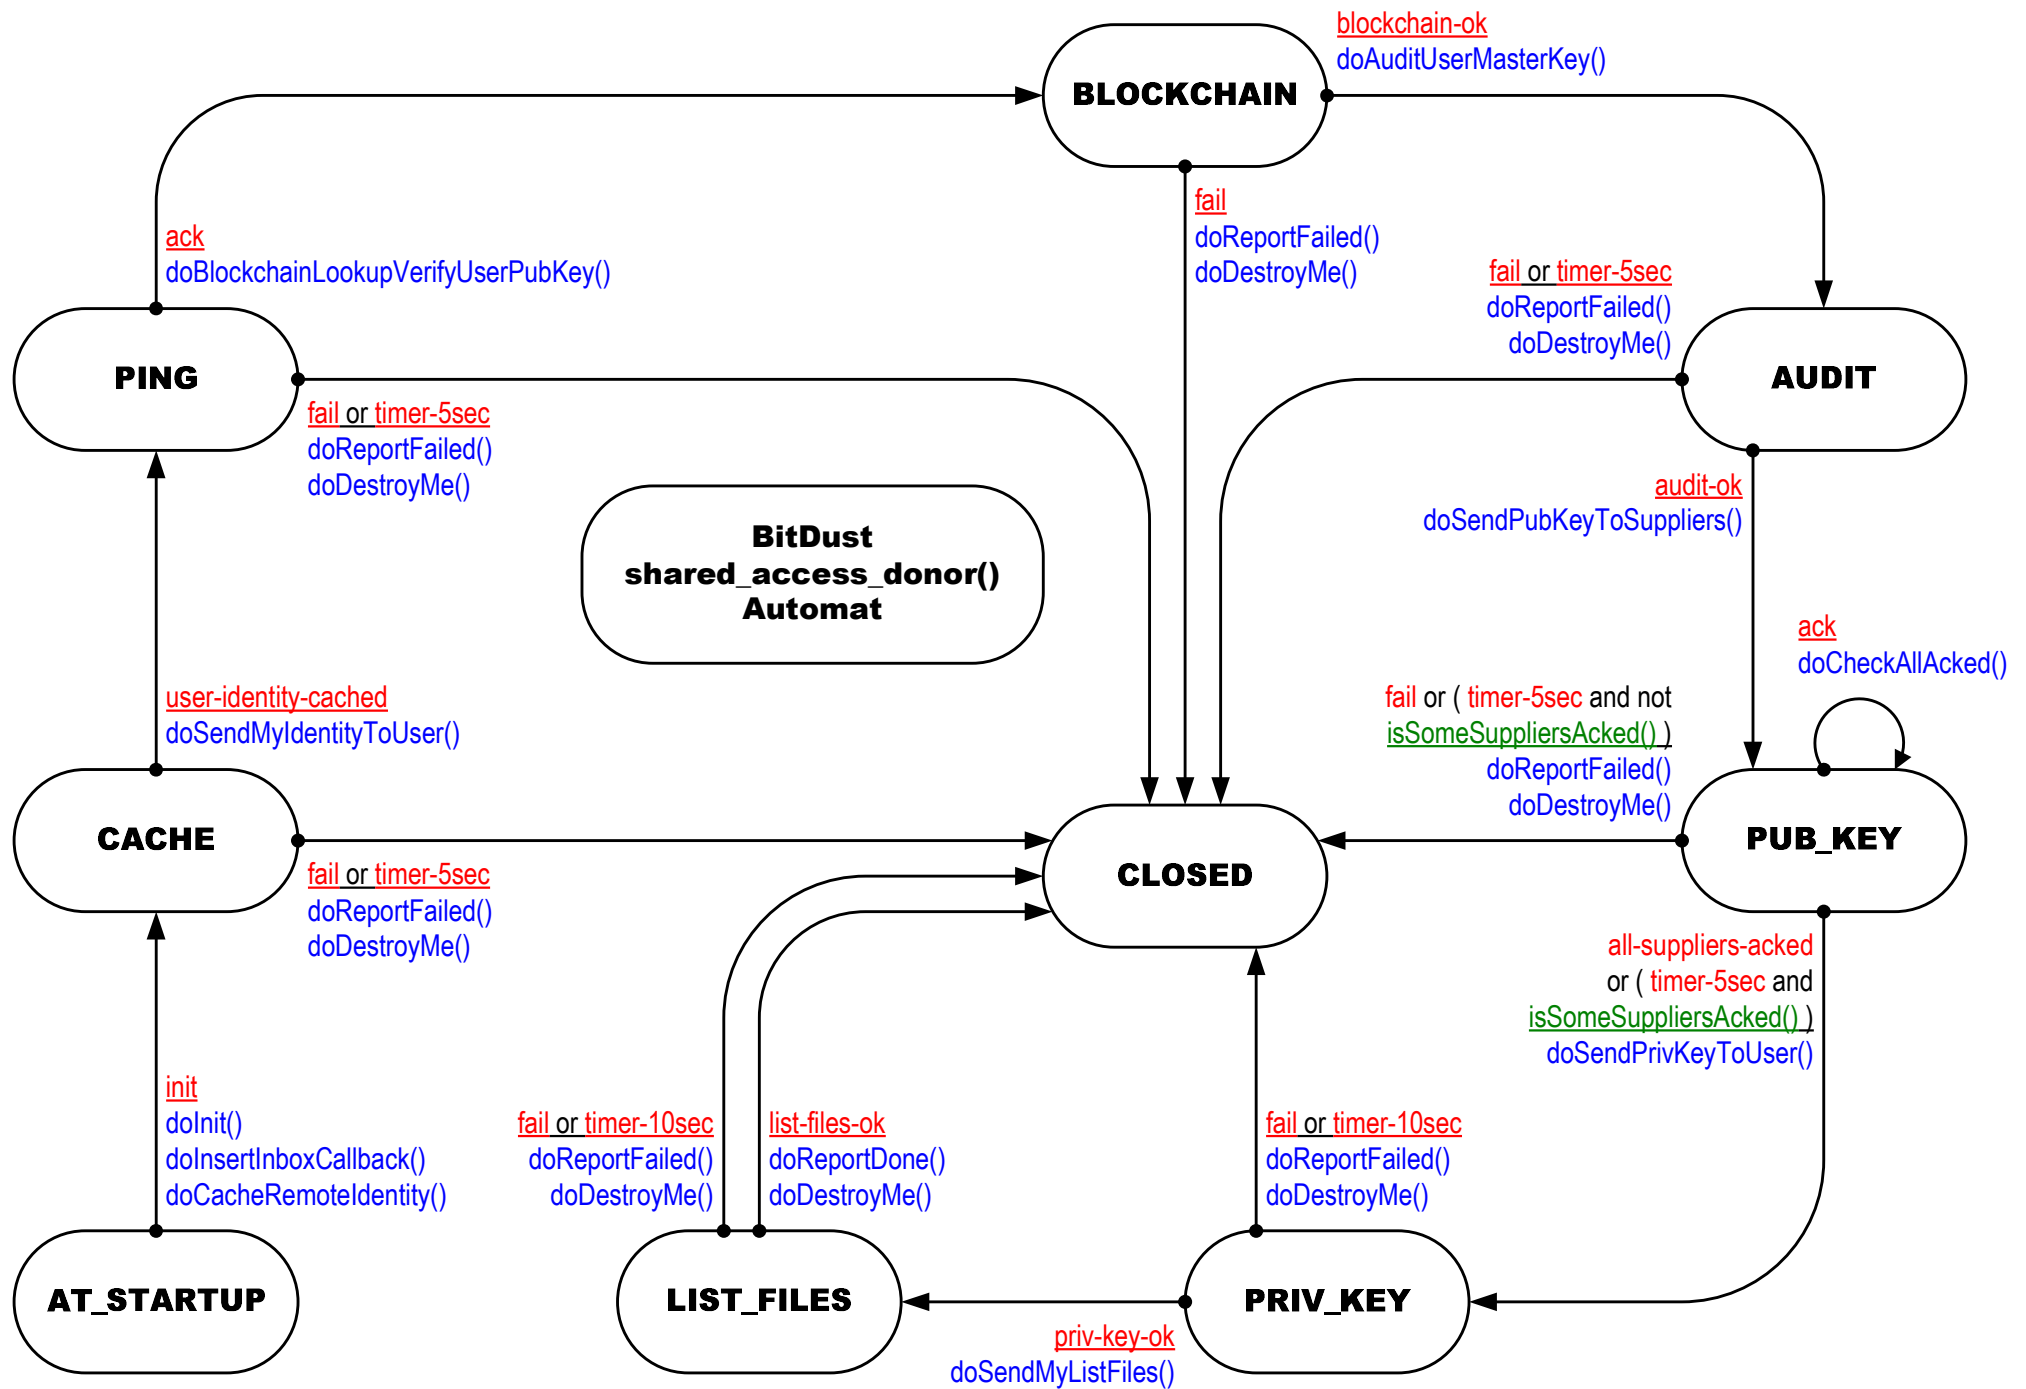 blockchain-ok
doAuditUserMasterKey()
BLOCKCHAIN
fail
doReportFailed()
doDestroyMe()
ack
doBlockchainLookupVerifyUserPubKey()
fail or timer-5sec
doReportFailed()
doDestroyMe()
PING
AUDIT
fail or timer-5sec
doReportFailed()
doDestroyMe()
audit-ok
doSendPubKeyToSuppliers()
BitDust
shared_access_donor()
Automat
ack
doCheckAllAcked()
user-identity-cached
doSendMyIdentityToUser()
fail or ( timer-5sec and not
isSomeSuppliersAcked() )
doReportFailed()
doDestroyMe()
CACHE
PUB_KEY
CLOSED
fail or timer-5sec
doReportFailed()
doDestroyMe()
all-suppliers-acked
or ( timer-5sec and
isSomeSuppliersAcked() )
doSendPrivKeyToUser()
init
doInit()
doInsertInboxCallback()
doCacheRemoteIdentity()
fail or timer-10sec
doReportFailed()
doDestroyMe()
list-files-ok
doReportDone()
doDestroyMe()
fail or timer-10sec
doReportFailed()
doDestroyMe()
AT_STARTUP
LIST_FILES
PRIV_KEY
priv-key-ok
doSendMyListFiles()